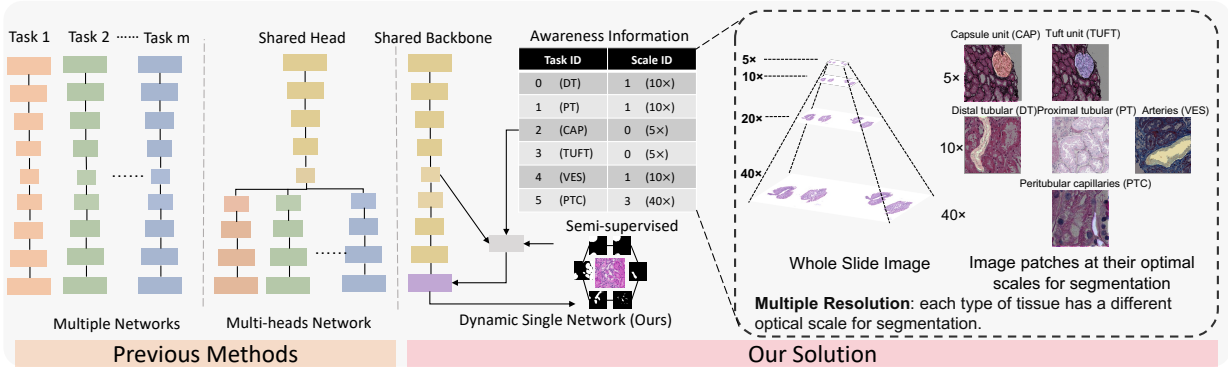 Task 1
Task 2
······
Task m
Multiple Networks
Shared Head
······
Multi-heads Network
Previous Methods
Shared Backbone
Awareness Information
Task ID Scale ID
0 (DT) 1 (10×)
1 (PT) 1 (10×)
2 (CAP) 0 (5×)
3 (TUFT) 0 (5×)
4 (VES) 1 (10×)
5 (PTC) 3 (40×)
Semi-supervised
Dynamic Single Network (Ours)
5×
10×
20×
40×
Whole Slide Image
Capsule unit (CAP)
Tuft unit (TUFT)
5×
Distal tubular (DT)
Proximal tubular (PT)
Arteries (VES)
10×
Peritubular capillaries (PTC)
40×
Image patches at their optimal
scales for segmentation
Multiple Resolution: each type of tissue has a different
optical scale for segmentation.
Our Solution